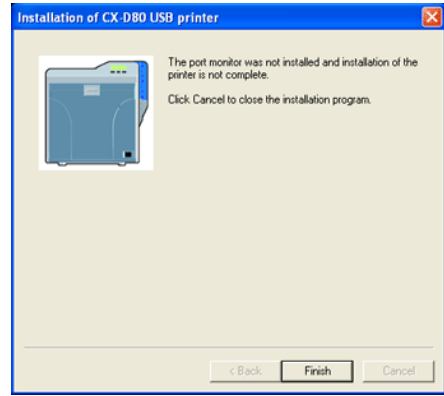 Installation of CX-D80 USB printer
The port monitor was not installed and installation of the
printer is not complete.
Click Cancel to close the installation program.
< Back
Finish
Cancel